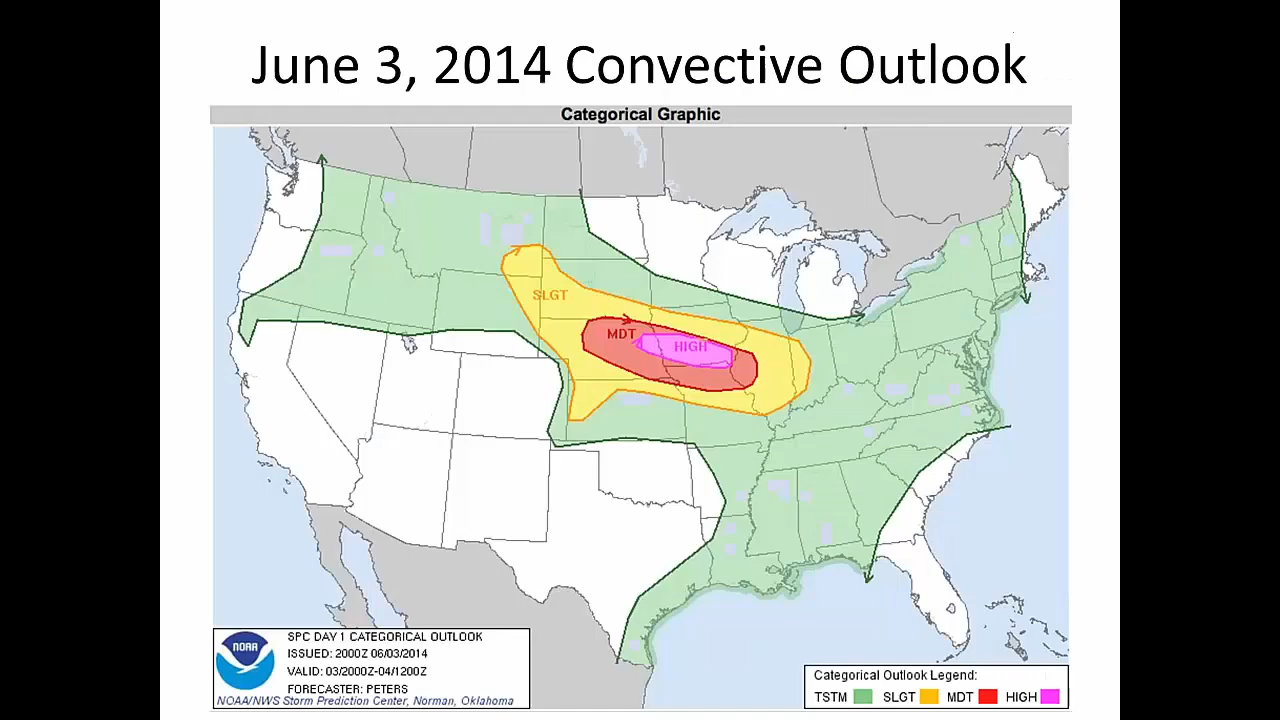 June 3, 2014 Convective Outlook
Categorical Graphic
SLGT
MDT
HIGH
NOAA
SPC DAY 1 CATEGORICAL OUTLOOK
ISSUED: 2000Z 06/03/2014
VALID: 03/2000Z-04/1200Z
FORECASTER: PETERS
NOAA/NWS Storm Prediction Center, Norman, Oklahoma
Categorical Outlook Legend:
TSTM SLGT MDT HIGH